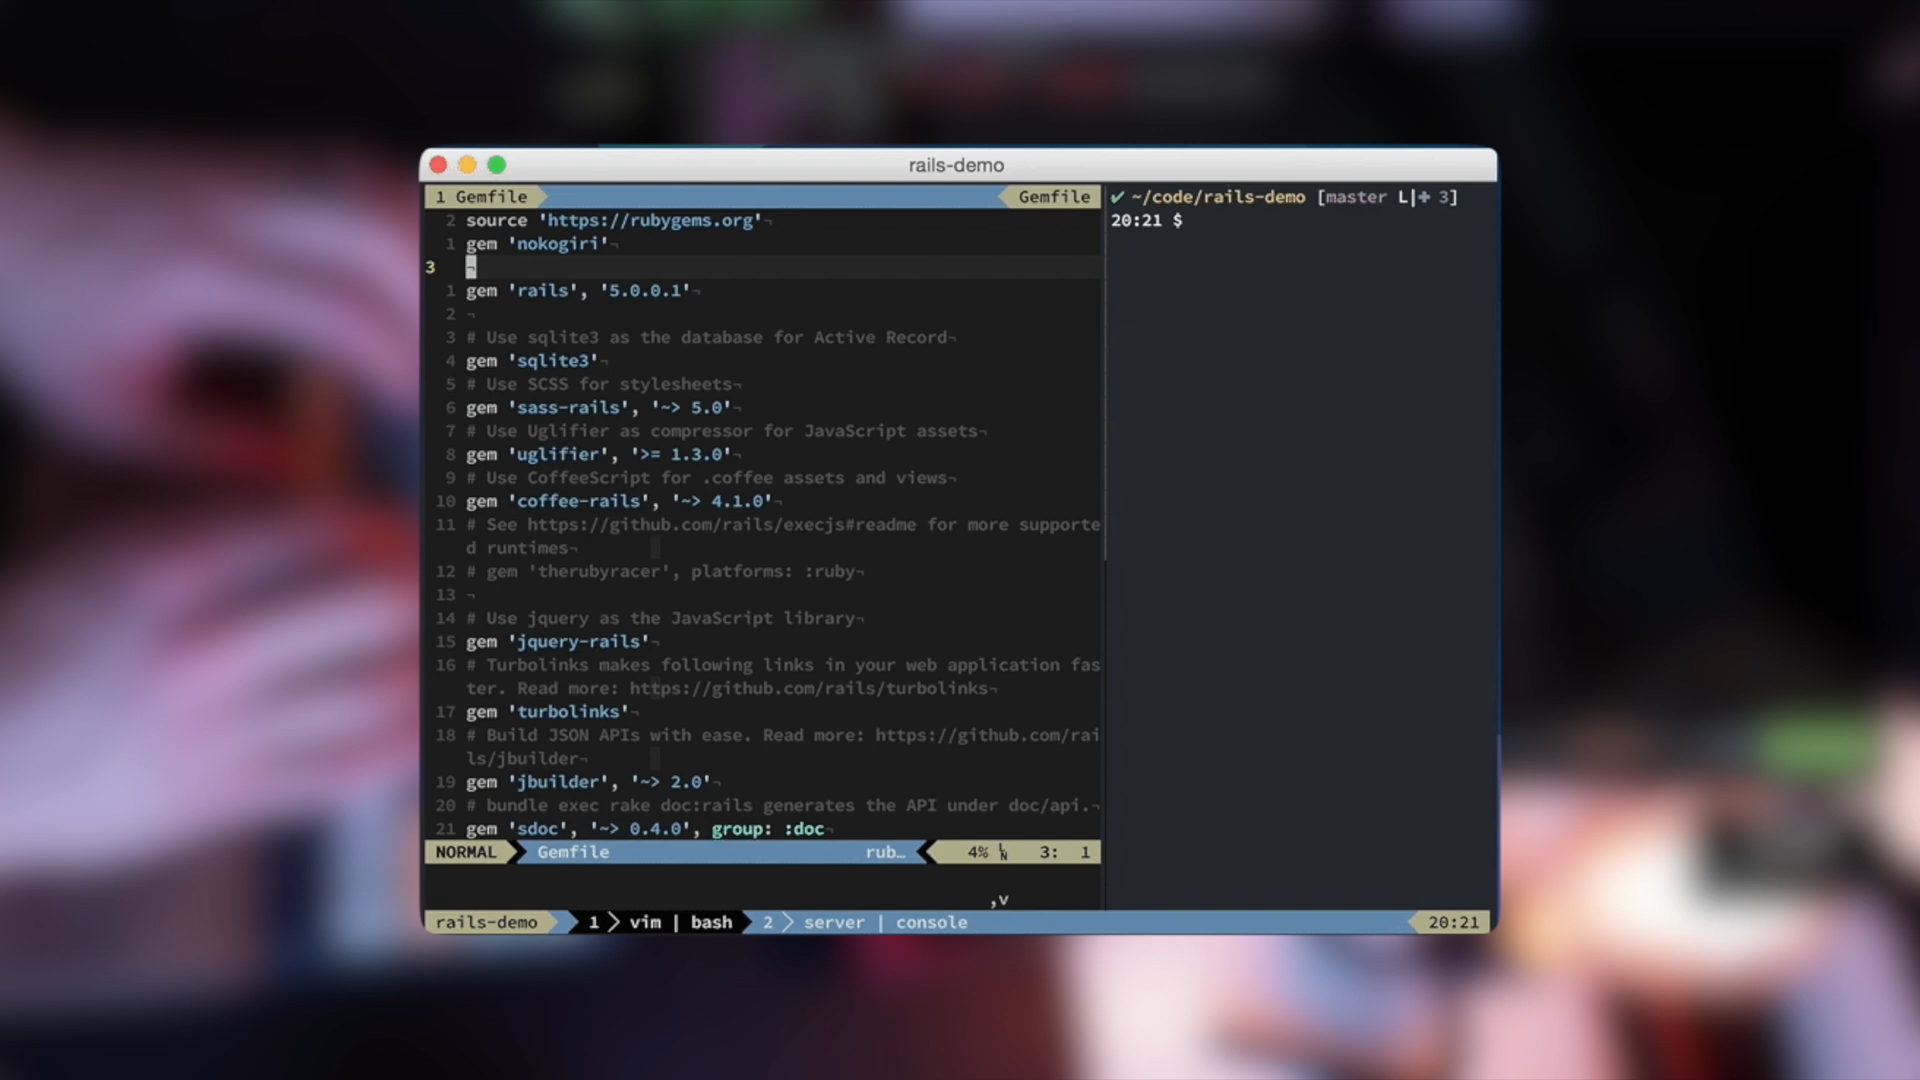 rails-demo
1 Gemfile
Gemfile
2 source 'https://rubygems.org'¬
1 gem 'nokogiri'¬
3 ¬
1 gem 'rails', '5.0.0.1'¬
2 ¬
3 # Use sqlite3 as the database for Active Record¬
4 gem 'sqlite3'¬
5 # Use SCSS for stylesheets¬
6 gem 'sass-rails', '~> 5.0'¬
7 # Use Uglifier as compressor for JavaScript assets¬
8 gem 'uglifier', '>= 1.3.0'¬
9 # Use CoffeeScript for .coffee assets and views¬
10 gem 'coffee-rails', '~> 4.1.0'¬
11 # See https://github.com/rails/execjs#readme for more supporte
d runtimes¬
12 # gem 'therubyracer', platforms: :ruby¬
13 ¬
14 # Use jquery as the JavaScript library¬
15 gem 'jquery-rails'¬
16 # Turbolinks makes following links in your web application fas
ter. Read more: https://github.com/rails/turbolinks¬
17 gem 'turbolinks'¬
18 # Build JSON APIs with ease. Read more: https://github.com/rai
ls/jbuilder¬
19 gem 'jbuilder', '~> 2.0'¬
20 # bundle exec rake doc:rails generates the API under doc/api.¬
21 gem 'sdoc', '~> 0.4.0', group: :doc¬
NORMAL Gemfile rub… 4% LN 3: 1
,v
✔ ~/code/rails-demo [master L|✚ 3]
20:21 $
rails-demo 1 > vim | bash 2 > server | console 20:21